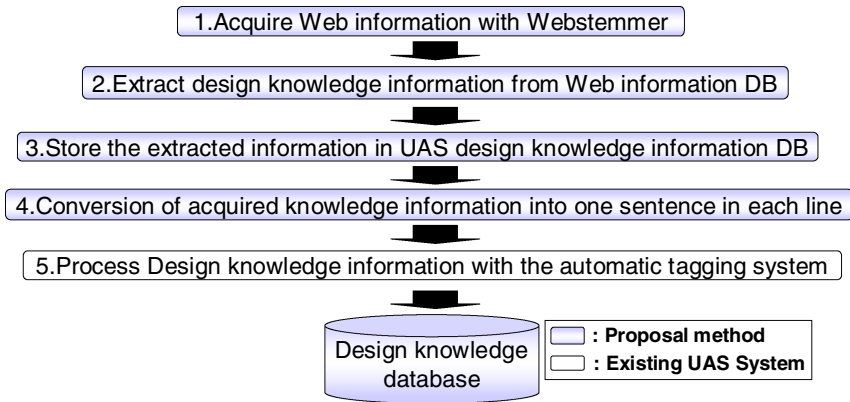 1.Acquire Web information with Webstemmer
2.Extract design knowledge information from Web information DB
3.Store the extracted information in UAS design knowledge information DB
4.Conversion of acquired knowledge information into one sentence in each line
5.Process Design knowledge information with the automatic tagging system
Design knowledge
database
: Proposal method
: Existing UAS System